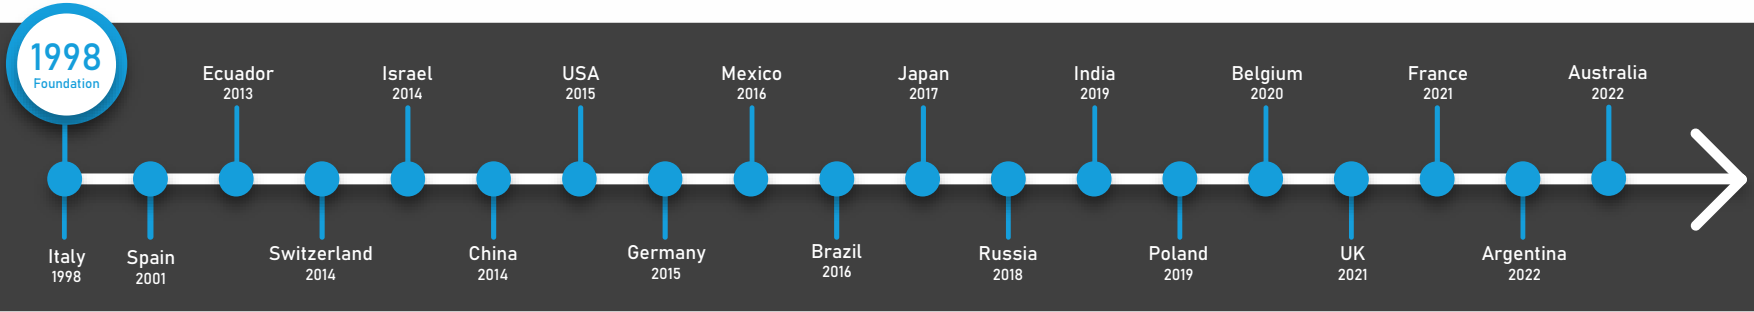 1998
Foundation
Italy
1998
Spain
2001
Ecuador
2013
Switzerland
2014
Israel
2014
China
2014
USA
2015
Germany
2015
Mexico
2016
Brazil
2016
Japan
2017
Russia
2018
India
2019
Poland
2019
Belgium
2020
UK
2021
France
2021
Argentina
2022
Australia
2022